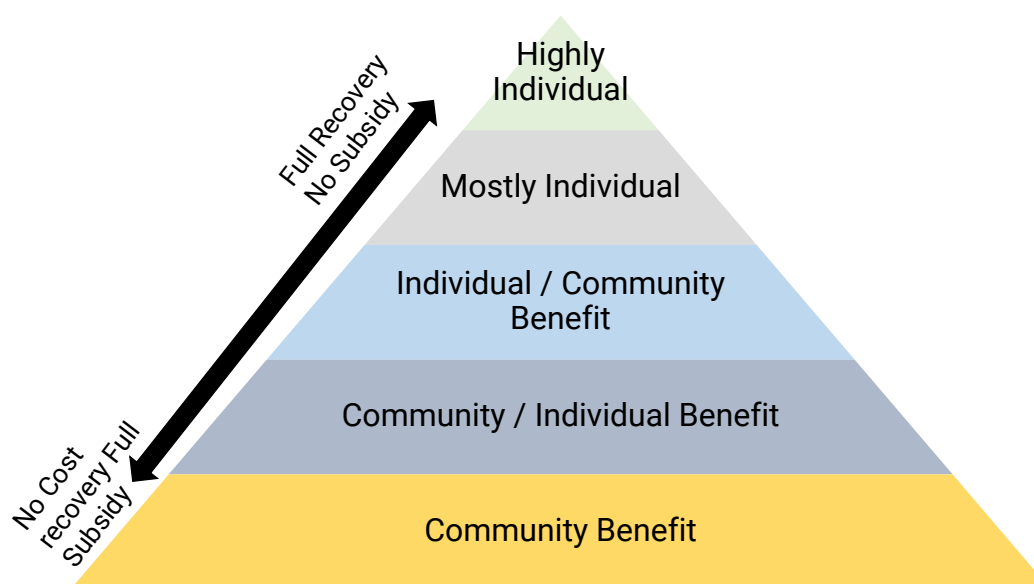 Highly
Individual
Full Recovery
No Subsidy
Mostly Individual
Individual / Community
Benefit
Community / Individual Benefit
No Cost
recovery Full
Subsidy
Community Benefit